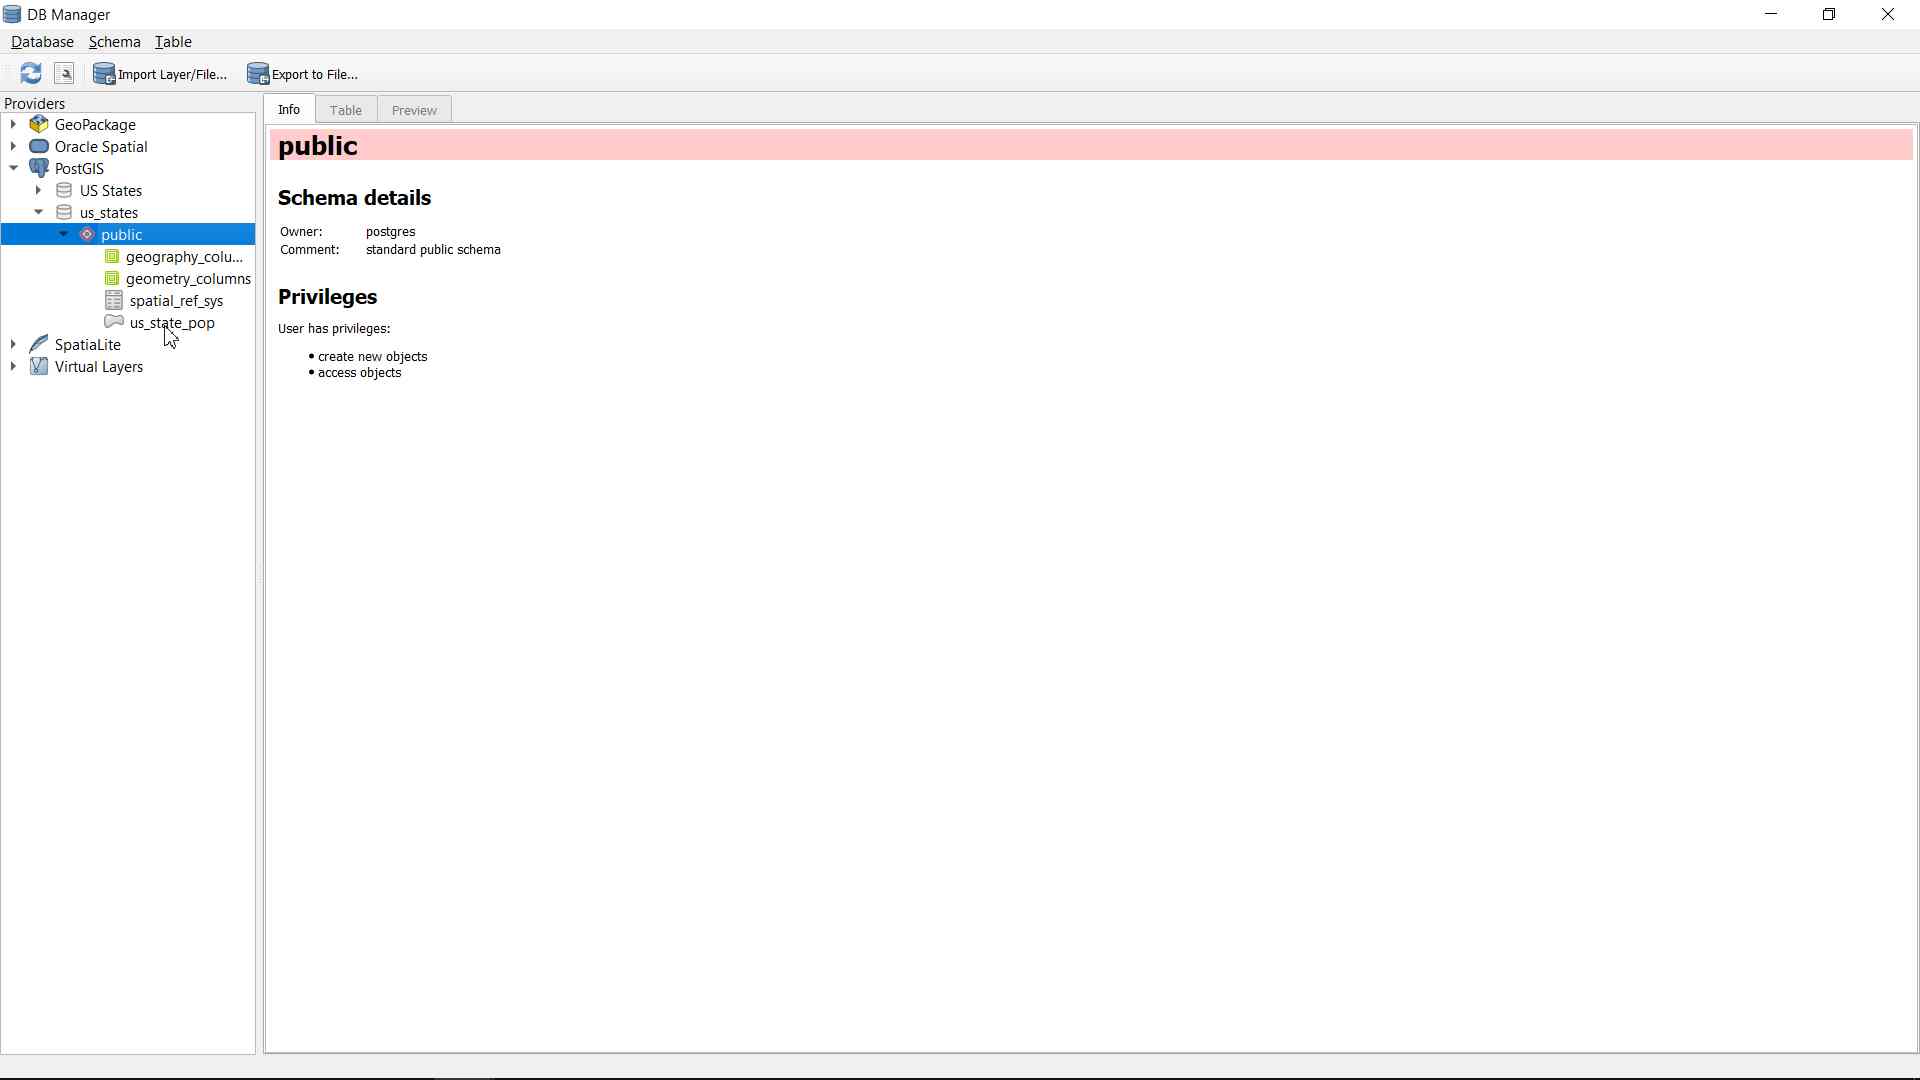 DB Manager
Database Schema Table
Import Layer/File... Export to File...
Providers
GeoPackage
Oracle Spatial
PostGIS
US States
us_states
public
geography_colu...
geometry_columns
spatial_ref_sys
us_state_pop
SpatiaLite
Virtual Layers
Info Table Preview
public
Schema details
Owner: postgres
Comment: standard public schema
Privileges
User has privileges:
• create new objects
• access objects